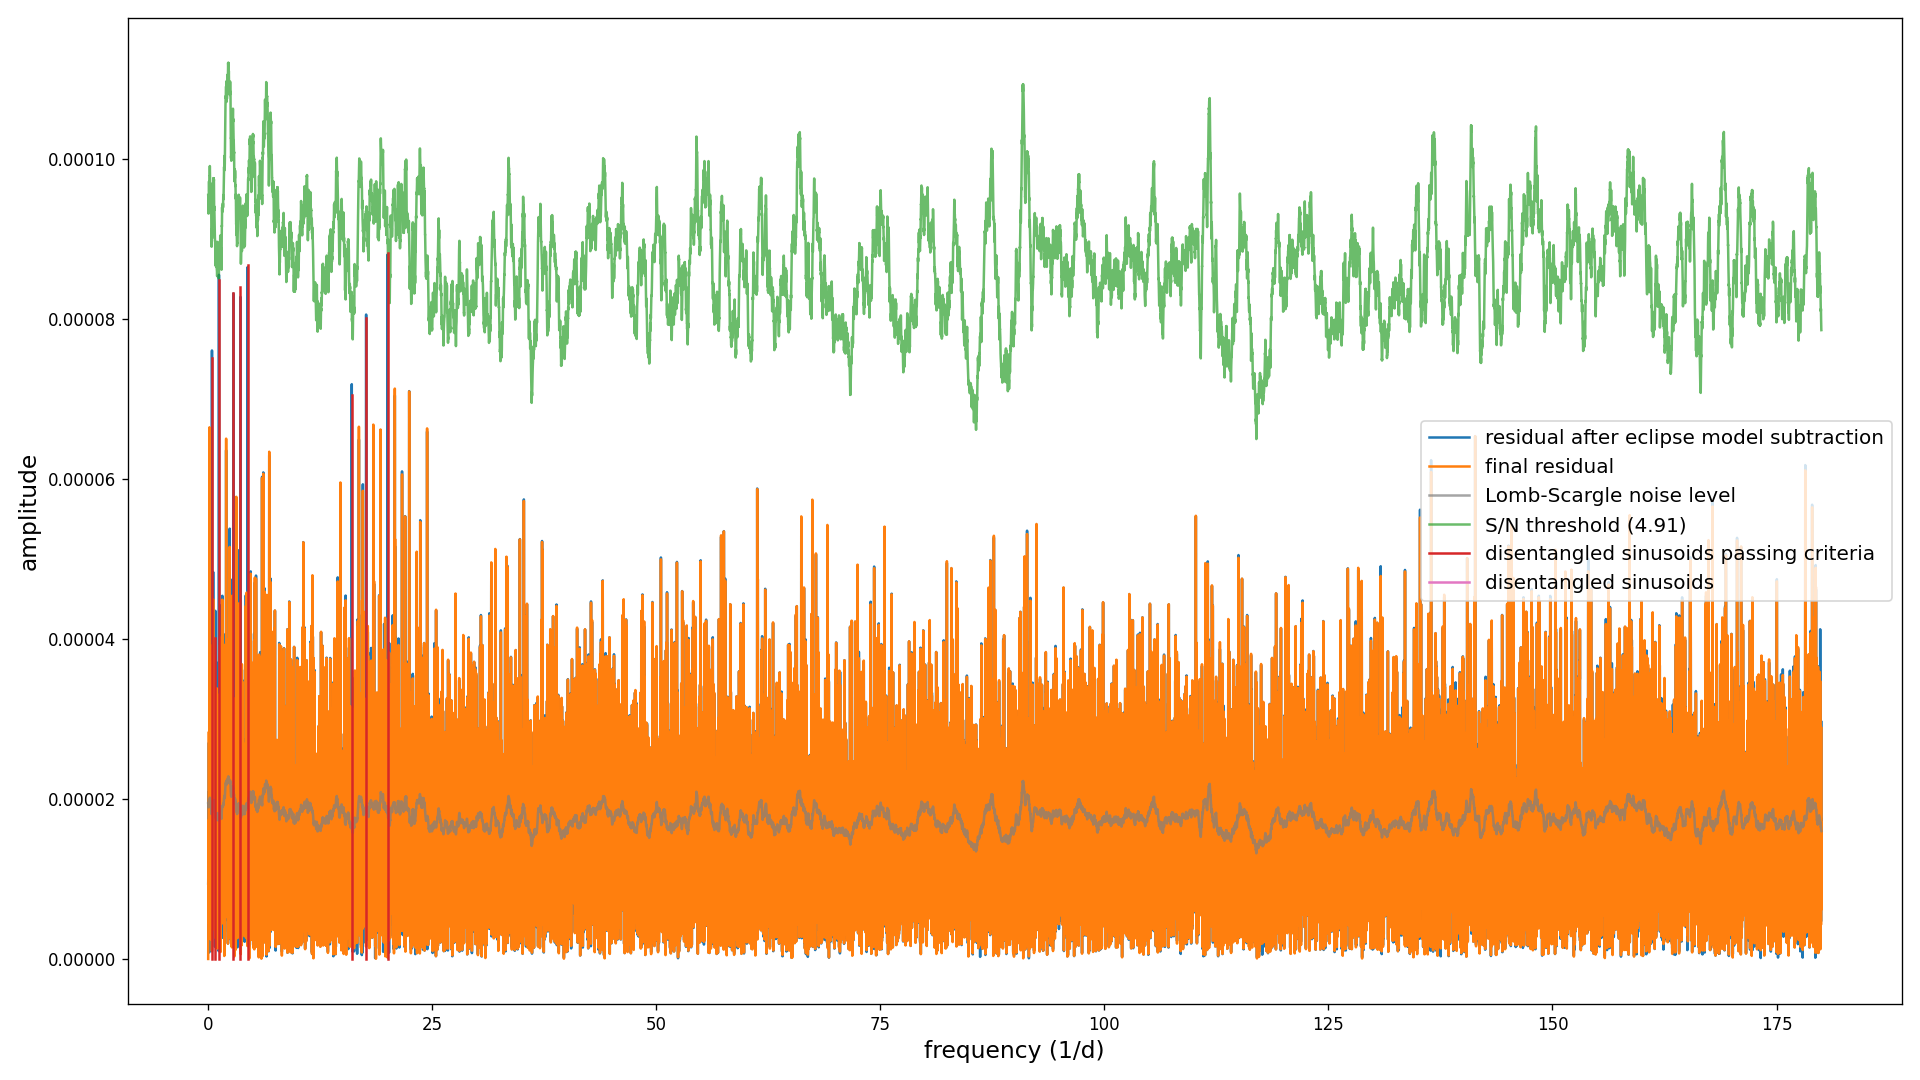 amplitude
0.00010
0.00008
0.00006
0.00004
0.00002
0.00000
residual after eclipse model subtraction
final residual
Lomb-Scargle noise level
S/N threshold (4.91)
disentangled sinusoids passing criteria
disentangled sinusoids
0 25 50 75 100 125 150 175
frequency (1/d)